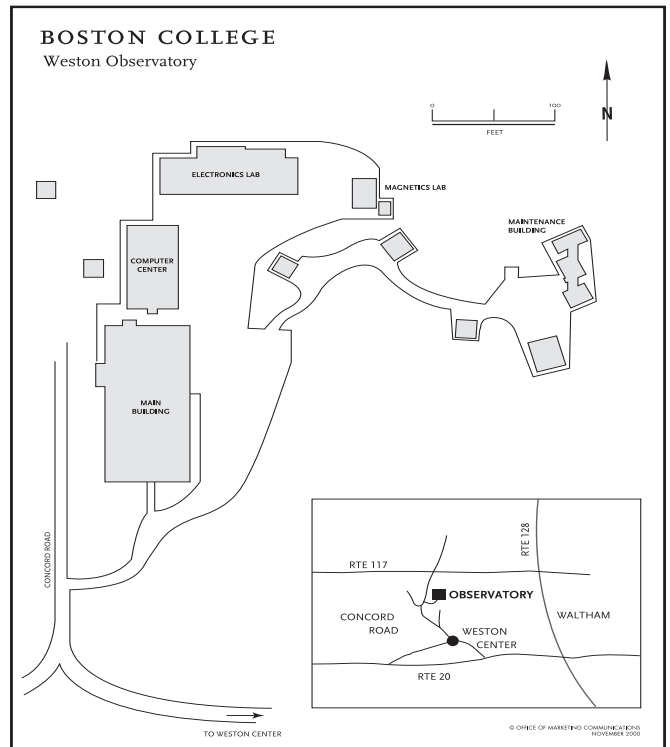 BOSTON COLLEGE
Weston Observatory
0
100
FEET
N
ELECTRONICS LAB
MAGNETICS LAB
MAINTENANCE
BUILDING
COMPUTER
CENTER
MAIN
BUILDING
CONCORD ROAD
RTE 128
RTE 117
OBSERVATORY
CONCORD
ROAD
WALTHAM
WESTON
CENTER
RTE 20
TO WESTON CENTER
© OFFICE OF MARKETING COMMUNICATIONS
NOVEMBER 2000